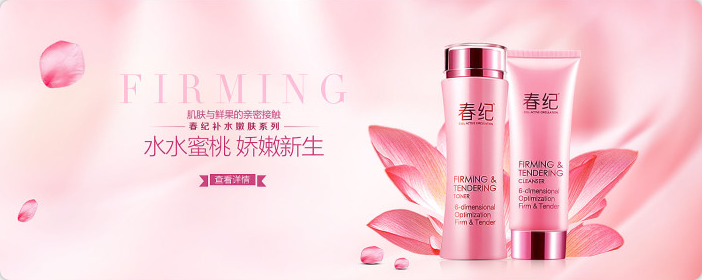 FIRMING
肌肤与鲜果的亲密接触
春纪补水嫩肤系列
水水蜜桃 娇嫩新生
查看详情
春纪
FIRMING &
TENDERING
TONER
6-dimensional
Optimization
Firm & Tender
春纪
FIRMING &
TENDERING
CLEANSER
6-dimensional
Optimization
Firm & Tender